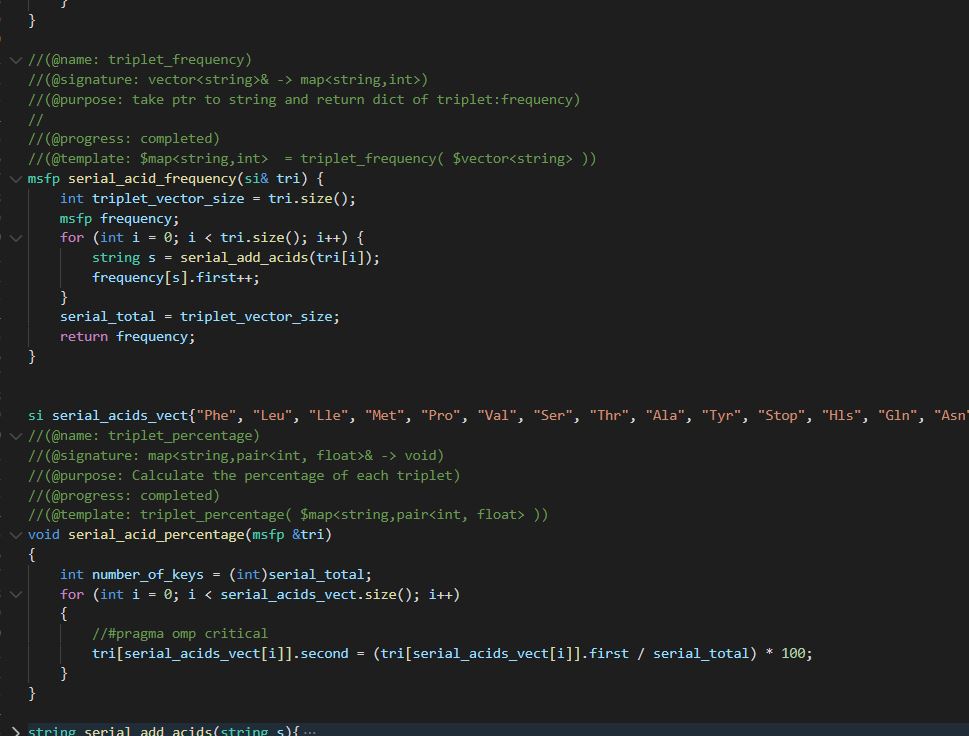 }
}
//(@name: triplet_frequency)
//(@signature: vector<string>& -> map<string,int>)
//(@purpose: take ptr to string and return dict of triplet:frequency)
//
//(@progress: completed)
//(@template: $map<string,int>  = triplet_frequency( $vector<string> ))
msfp serial_acid_frequency(si& tri) {
    int triplet_vector_size = tri.size();
    msfp frequency;
    for (int i = 0; i < tri.size(); i++) {
        string s = serial_add_acids(tri[i]);
        frequency[s].first++;
    }
    serial_total = triplet_vector_size;
    return frequency;
}
si serial_acids_vect{"Phe", "Leu", "Lle", "Met", "Pro", "Val", "Ser", "Thr", "Ala", "Tyr", "Stop", "Hls", "Gln", "Asn"
//(@name: triplet_percentage)
//(@signature: map<string,pair<int, float>& -> void)
//(@purpose: Calculate the percentage of each triplet)
//(@progress: completed)
//(@template: triplet_percentage( $map<string,pair<int, float> ))
void serial_acid_percentage(msfp &tri)
{
    int number_of_keys = (int)serial_total;
    for (int i = 0; i < serial_acids_vect.size(); i++)
    {
        //#pragma omp critical
        tri[serial_acids_vect[i]].second = (tri[serial_acids_vect[i]].first / serial_total) * 100;
    }
}
string serial_add_acids(string s){ ···